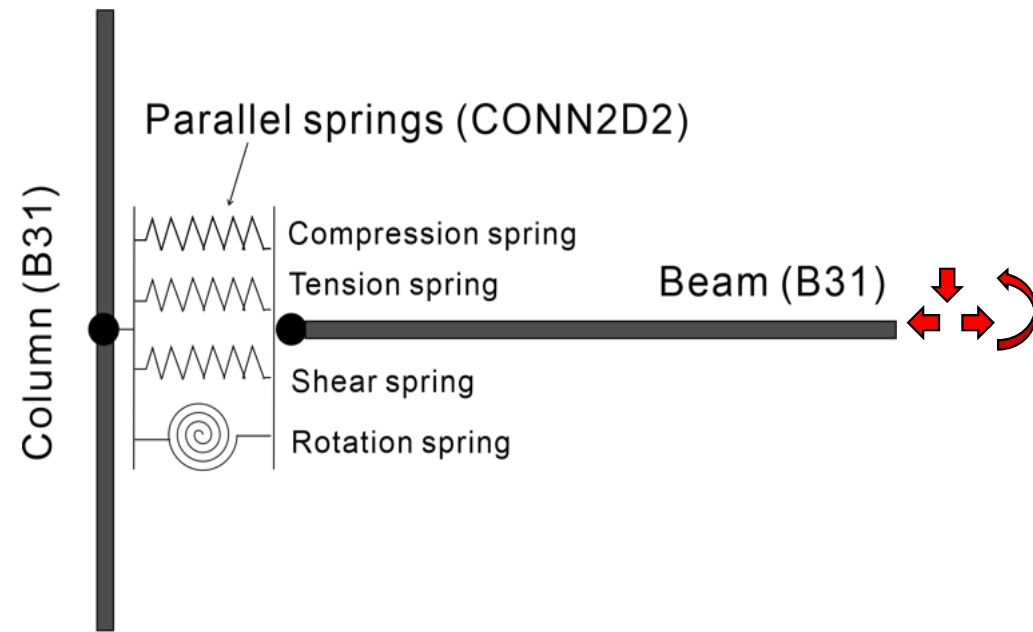 Parallel springs (CONN2D2)
Column (B31)
Compression spring
Tension spring
Beam (B31)
Shear spring
Rotation spring